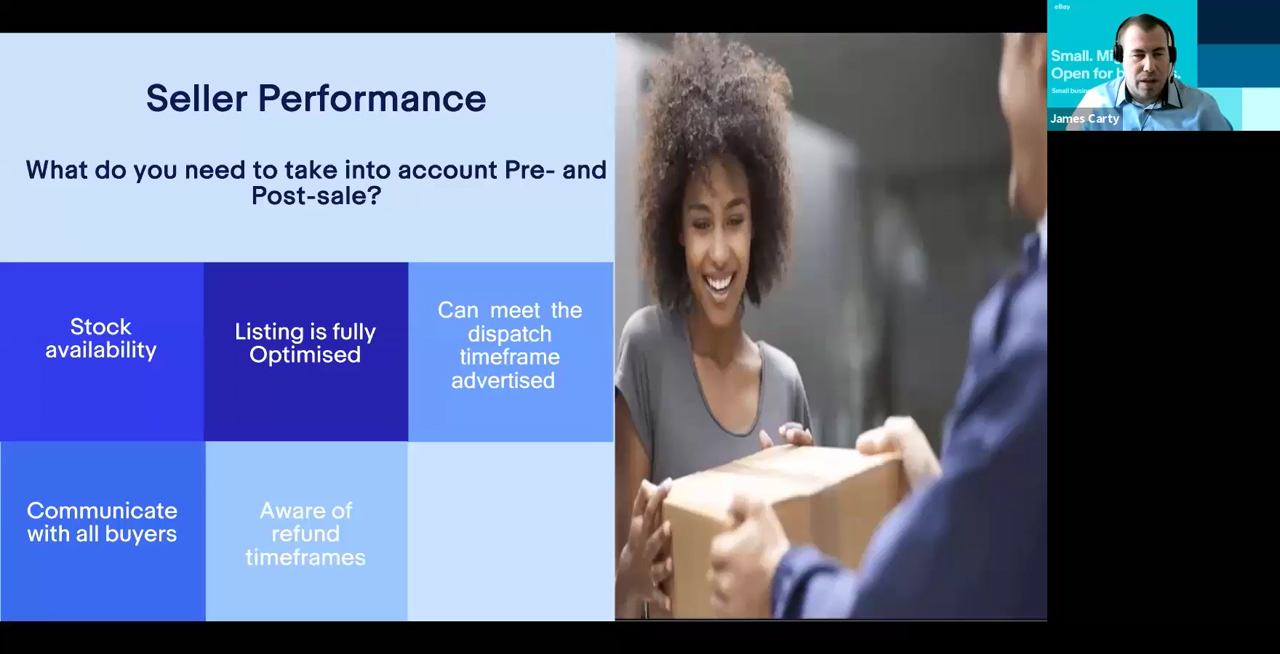 Seller Performance
What do you need to take into account Pre- and
Post-sale?
Stock
availability
Listing is fully
Optimised
Can meet the
dispatch
timeframe
advertised
Communicate
with all buyers
Aware of
refund
timeframes
eBay
Small.
Open for
Small
James Carty